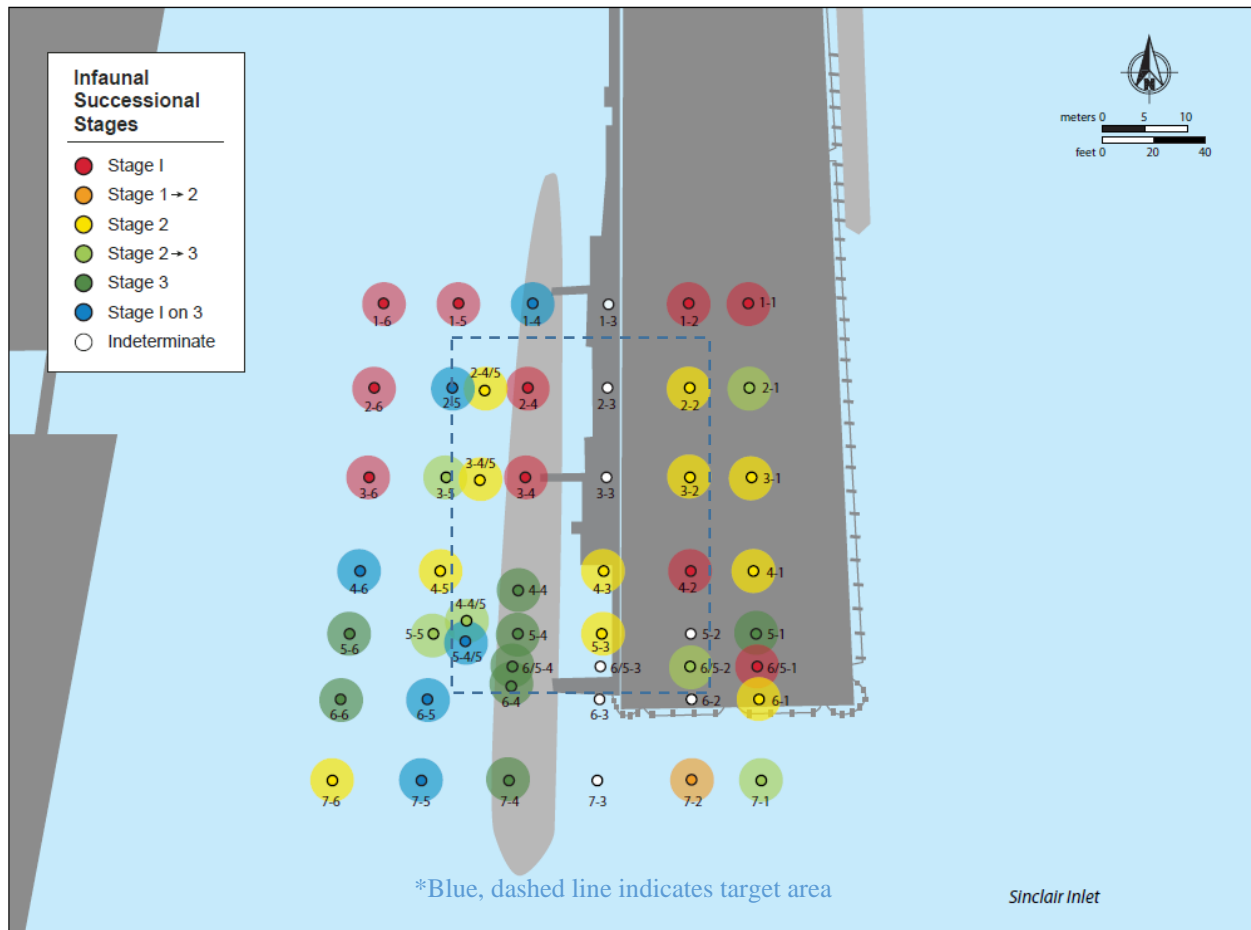 Infaunal
Successional
Stages
Stage I
Stage 1→2
Stage 2
Stage 2→3
Stage 3
Stage I on 3
Indeterminate
N
meters 0 5 10
feet 0 20 40
1-6 1-5 1-4 1-3 1-2 1-1
2-4/5
2-6 2-5 2-4 2-3 2-2 2-1
3-4/5
3-6 3-5 3-4 3-3 3-2 3-1
4-6 4-5 4-3 4-2 4-1
4-4
4-4/5
5-6 5-5 5-4 5-3 5-2 5-1
5-4/5
6/5-4 6/5-3 6/5-2 6/5-1
6-6 6-5 6-4 6-3 6-2 6-1
7-6 7-5 7-4 7-3 7-2 7-1
*Blue, dashed line indicates target area
Sinclair Inlet